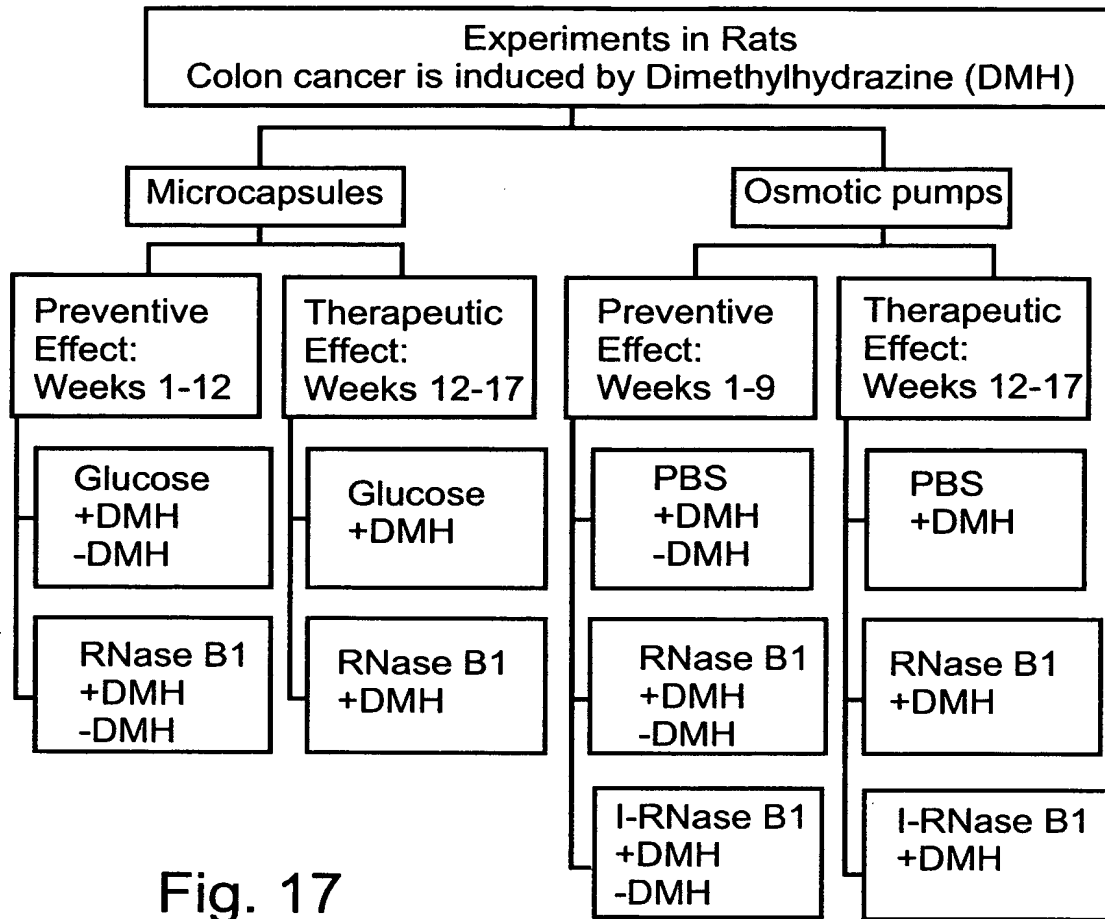 Experiments in Rats
Colon cancer is induced by Dimethylhydrazine (DMH)
Microcapsules
Osmotic pumps
Preventive
Effect:
Weeks 1-12
Therapeutic
Effect:
Weeks 12-17
Preventive
Effect:
Weeks 1-9
Therapeutic
Effect:
Weeks 12-17
Glucose
+DMH
-DMH
Glucose
+DMH
PBS
+DMH
-DMH
PBS
+DMH
RNase B1
+DMH
-DMH
RNase B1
+DMH
RNase B1
+DMH
-DMH
RNase B1
+DMH
I-RNase B1
+DMH
-DMH
I-RNase B1
+DMH
Fig. 17